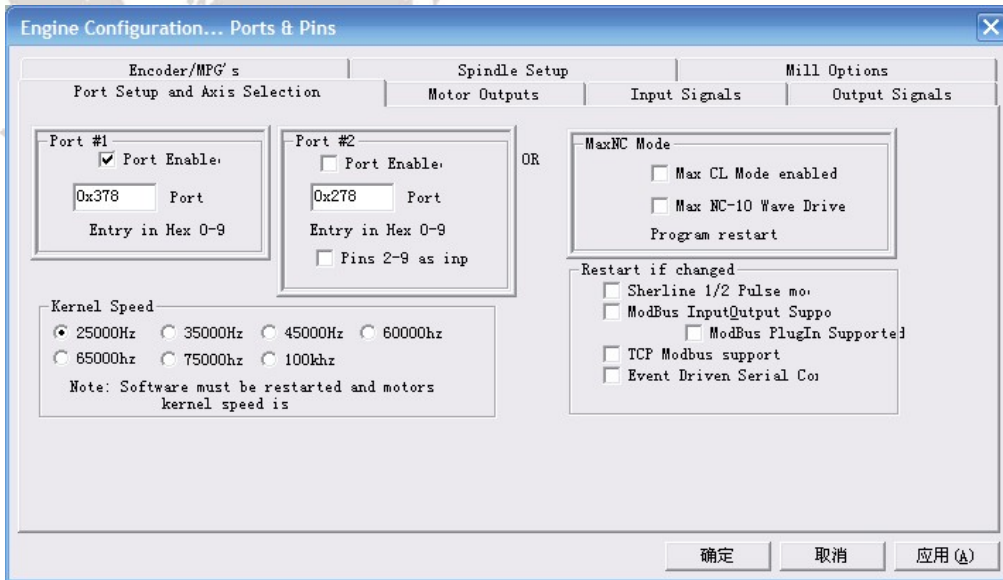 Engine Configuration... Ports & Pins
Encoder/MPG's
Spindle Setup
Mill Options
Port Setup and Axis Selection
Motor Outputs
Input Signals
Output Signals
Port #1
Port Enable
0x378
Port
Entry in Hex 0-9
Port #2
Port Enable
0x278
Port
Entry in Hex 0-9
Pins 2-9 as inp
OR
MaxNC Mode
Max CL Mode enabled
Max NC-10 Wave Drive
Program restart
Restart if changed
Sherline 1/2 Pulse mo
ModBus InputOutput Suppo
ModBus PlugIn Supported
TCP Modbus support
Event Driven Serial Co
Kernel Speed
25000Hz
35000Hz
45000Hz
60000hz
65000hz
75000hz
100khz
Note: Software must be restarted and motors
kernel speed is
确定
取消
应用(A)